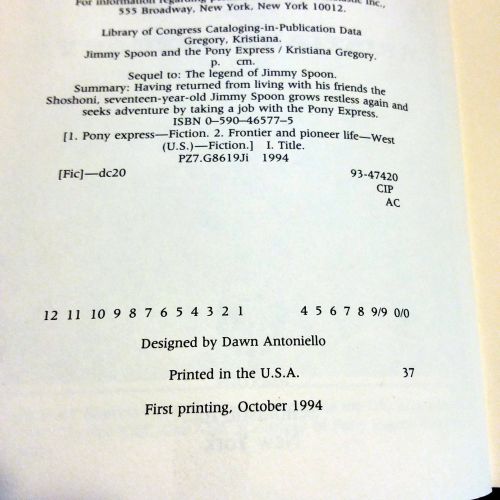 For information regarding Inc.,
555 Broadway, New York, New York 10012.
Library of Congress Cataloging-in-Publication Data
Gregory, Kristiana.
Jimmy Spoon and the Pony Express / Kristiana Gregory.
p. cm.
Sequel to: The legend of Jimmy Spoon.
Summary: Having returned from living with his friends the
Shoshoni, seventeen-year-old Jimmy Spoon grows restless again and
seeks adventure by taking a job with the Pony Express.
ISBN 0-590-46577-5
[1. Pony express—Fiction. 2. Frontier and pioneer life—West
(U.S.)—Fiction.] I. Title.
PZ7.G8619Ji 1994
[Fic]—dc20 93-47420
CIP
AC
12 11 10 9 8 7 6 5 4 3 2 1 4 5 6 7 8 9/9 0/0
Designed by Dawn Antoniello
Printed in the U.S.A. 37
First printing, October 1994